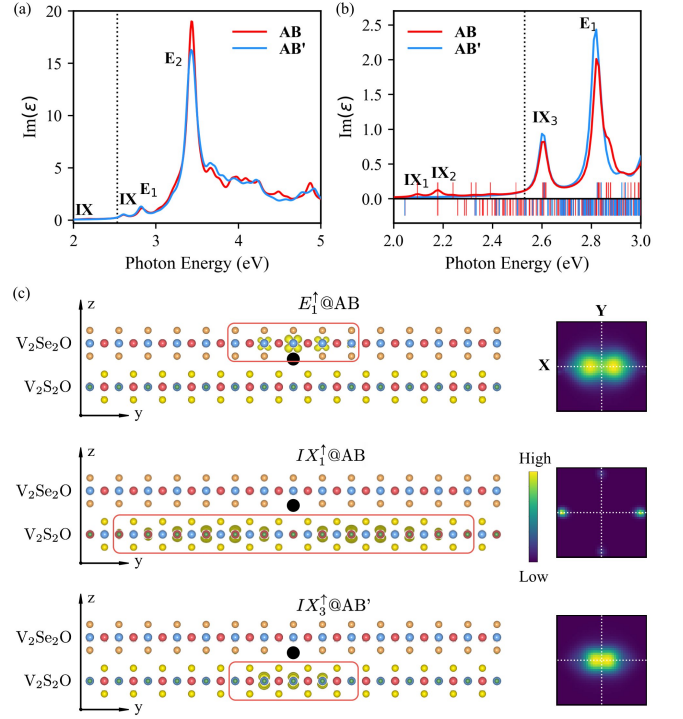 (a)
20
15
10
5
0
Im(ε)
AB
AB'
E₂
IX
IX
E₁
2
3
4
5
Photon Energy (eV)
(b)
2.5
2.0
1.5
1.0
0.5
0.0
Im(ε)
AB
AB'
E₁
IX₃
IX₁
IX₂
2.0
2.2
2.4
2.6
2.8
3.0
Photon Energy (eV)
(c)
z
E₁↑@AB
V₂Se₂O
V₂S₂O
y
Y
X
z
IX₁↑@AB
V₂Se₂O
V₂S₂O
y
High
Low
z
IX₃↑@AB'
V₂Se₂O
V₂S₂O
y